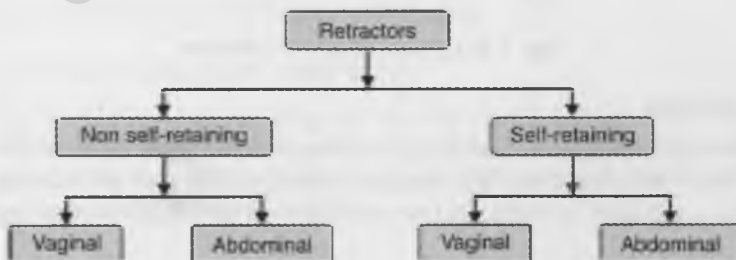 Retractors
Non self-retaining
Self-retaining
Vaginal
Abdominal
Vaginal
Abdominal